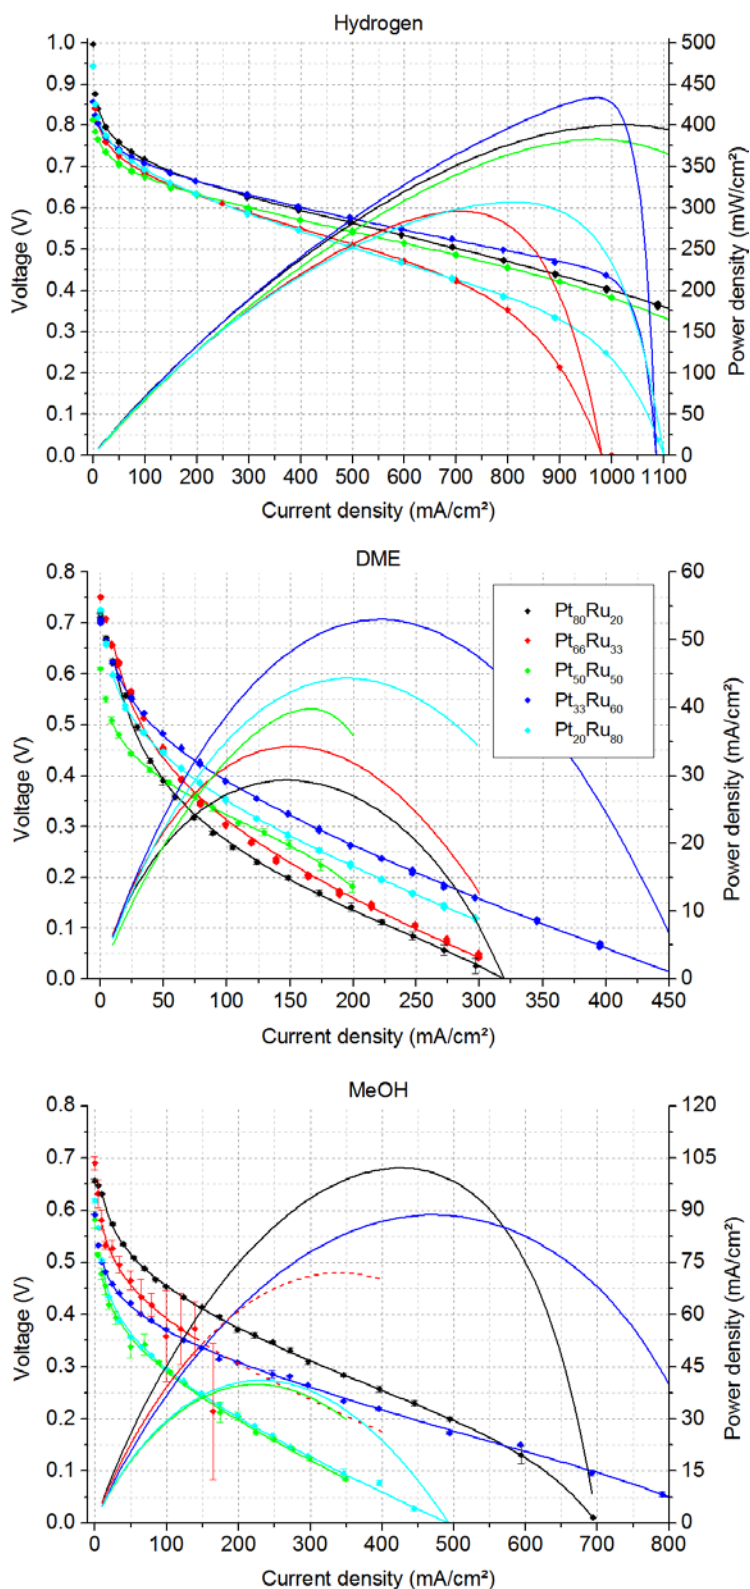 Hydrogen
1.0
0.9
0.8
0.7
0.6
0.5
0.4
0.3
0.2
0.1
0.0
Voltage (V)
500
450
400
350
300
250
200
150
100
50
0
Power density (mW/cm²)
0 100 200 300 400 500 600 700 800 900 1000 1100
Current density (mA/cm²)
DME
0.8
0.7
0.6
0.5
0.4
0.3
0.2
0.1
0.0
Voltage (V)
Pt₈₀Ru₂₀
Pt₆₆Ru₃₃
Pt₅₀Ru₅₀
Pt₃₃Ru₆₀
Pt₂₀Ru₈₀
60
50
40
30
20
10
0
Power density (mA/cm²)
0 50 100 150 200 250 300 350 400 450
Current density (mA/cm²)
MeOH
0.8
0.7
0.6
0.5
0.4
0.3
0.2
0.1
0.0
Voltage (V)
120
105
90
75
60
45
30
15
0
Power density (mA/cm²)
0 100 200 300 400 500 600 700 800
Current density (mA/cm²)